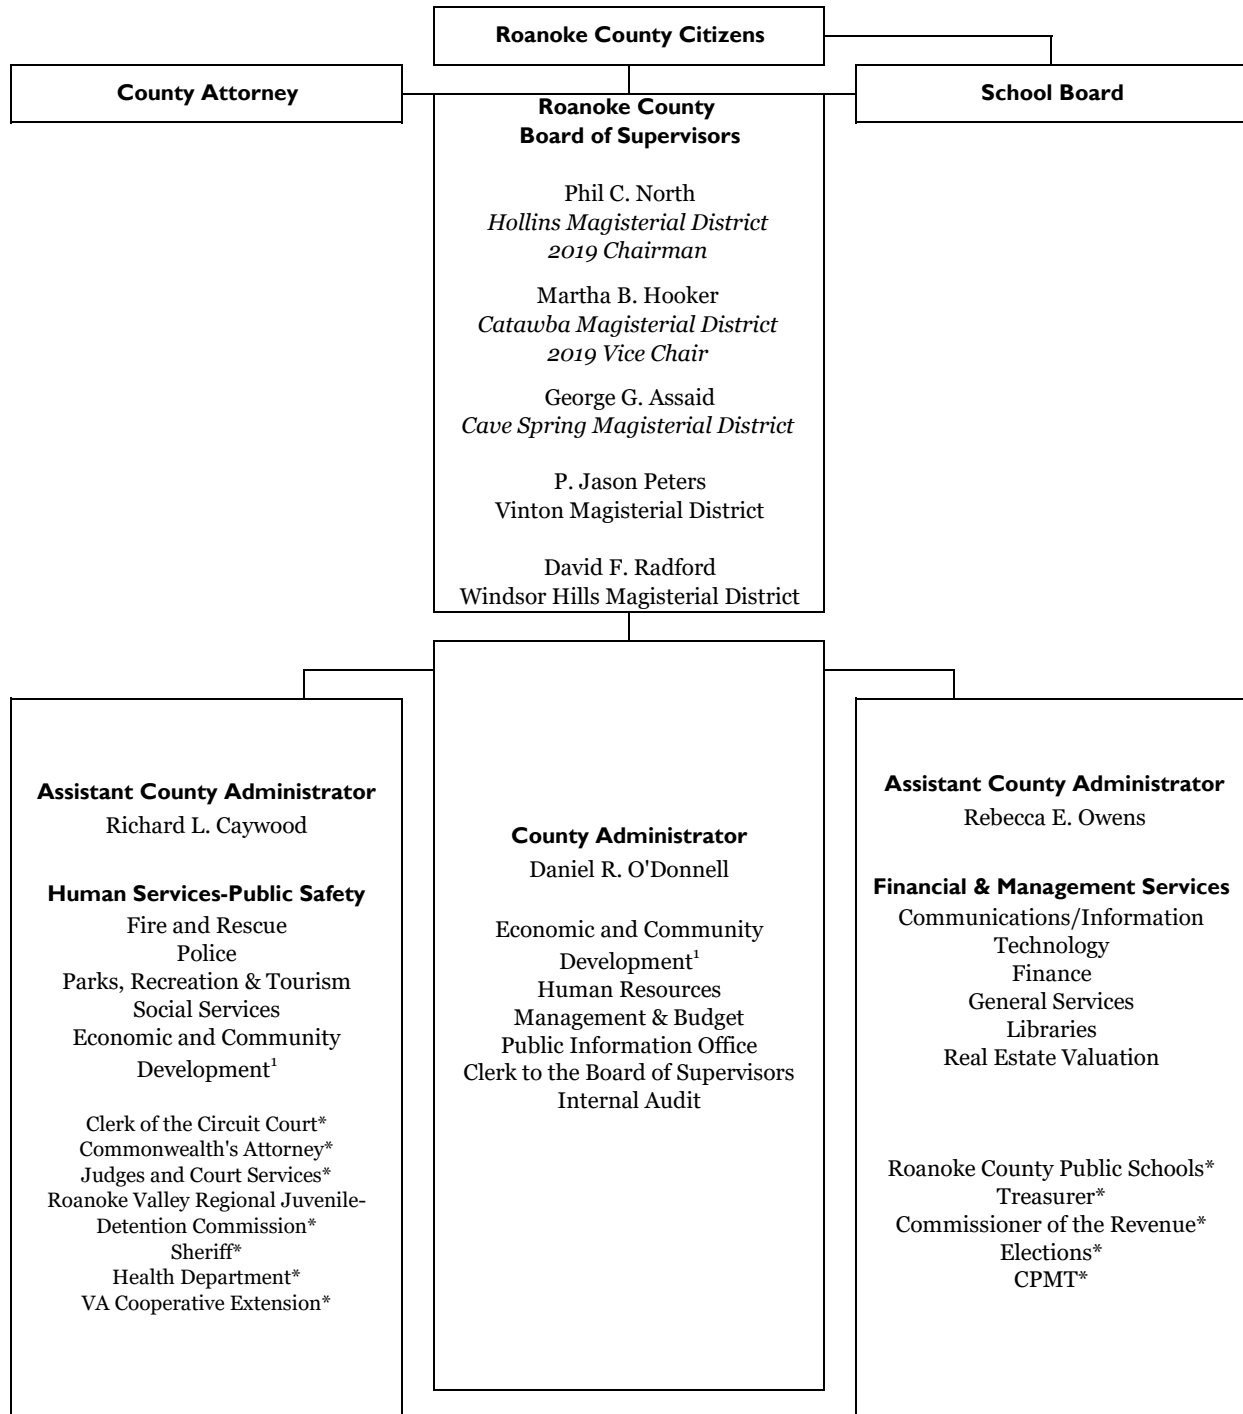 Roanoke County Citizens
County Attorney
School Board
Roanoke County
Board of Supervisors
Phil C. North
Hollins Magisterial District
2019 Chairman
Martha B. Hooker
Catawba Magisterial District
2019 Vice Chair
George G. Assaid
Cave Spring Magisterial District
P. Jason Peters
Vinton Magisterial District
David F. Radford
Windsor Hills Magisterial District
Assistant County Administrator
Richard L. Caywood
Human Services-Public Safety
Fire and Rescue
Police
Parks, Recreation & Tourism
Social Services
Economic and Community
Development¹
Clerk of the Circuit Court*
Commonwealth's Attorney*
Judges and Court Services*
Roanoke Valley Regional Juvenile-
Detention Commission*
Sheriff*
Health Department*
VA Cooperative Extension*
County Administrator
Daniel R. O'Donnell
Economic and Community
Development¹
Human Resources
Management & Budget
Public Information Office
Clerk to the Board of Supervisors
Internal Audit
Assistant County Administrator
Rebecca E. Owens
Financial & Management Services
Communications/Information
Technology
Finance
General Services
Libraries
Real Estate Valuation
Roanoke County Public Schools*
Treasurer*
Commissioner of the Revenue*
Elections*
CPMT*